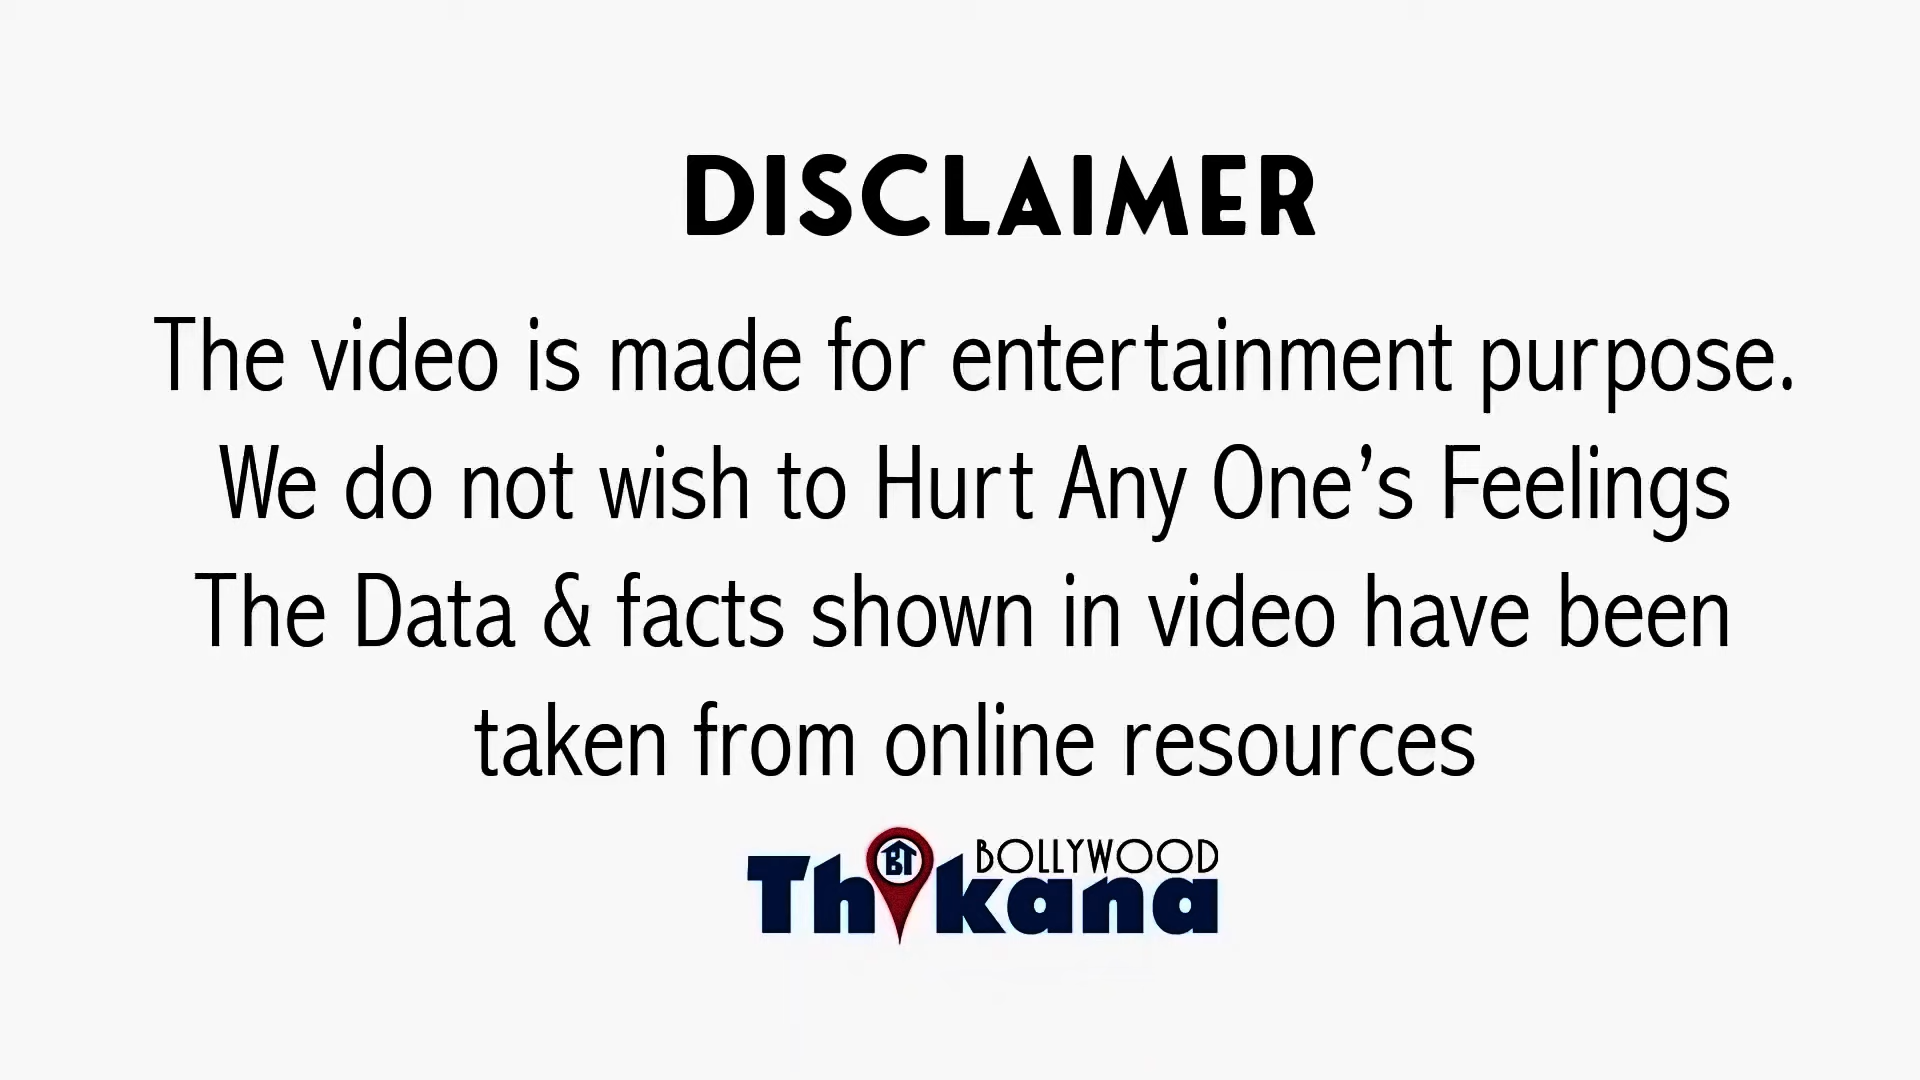 DISCLAIMER
The video is made for entertainment purpose.
We do not wish to Hurt Any One’s Feelings
The Data & facts shown in video have been
taken from online resources
BOLLYWOOD
BT
Thikana